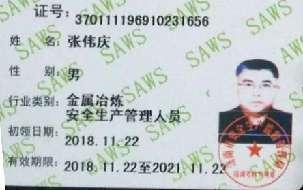 证号: 370111196910231656
姓 名: 张伟庆
性 别: 男
行业类别: 金属冶炼
安全生产管理人员
初领日期: 2018.11.22
有效期限: 2018.11.22至2021.11.22
SAWS
SAWS
SAWS
SAWS